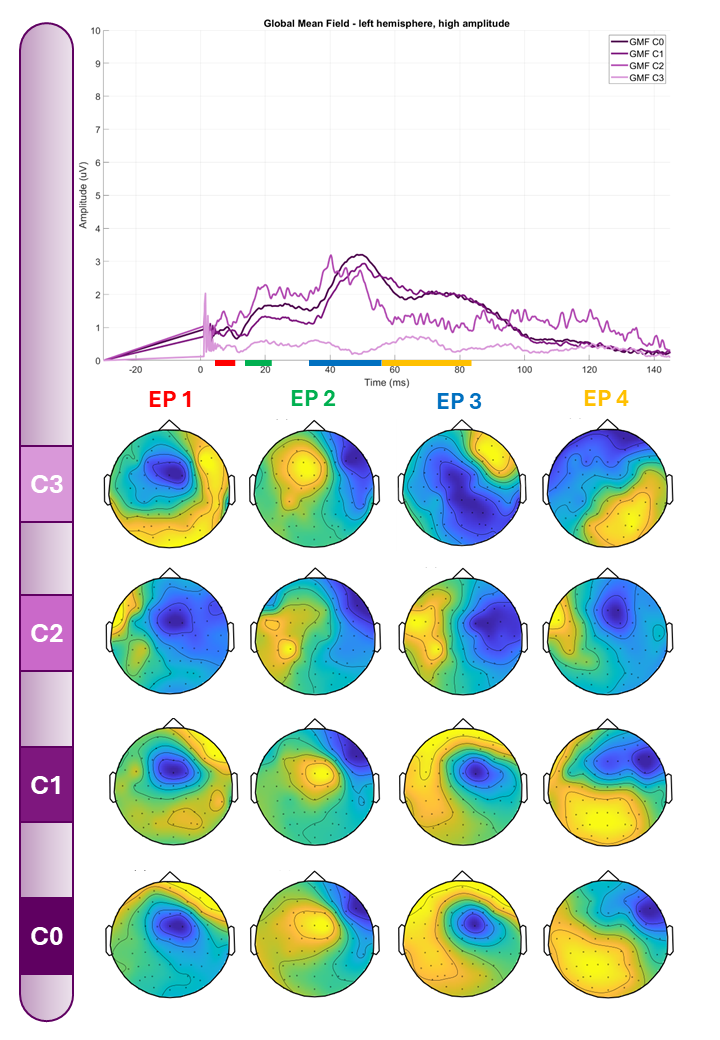 Global Mean Field - left hemisphere, high amplitude
GMF C0
GMF C1
GMF C2
GMF C3
Amplitude (uV)
10
9
8
7
6
5
4
3
2
1
0
-20 0 20 40 60 80 100 120 140
Time (ms)
EP 1 EP 2 EP 3 EP 4
C3
C2
C1
C0